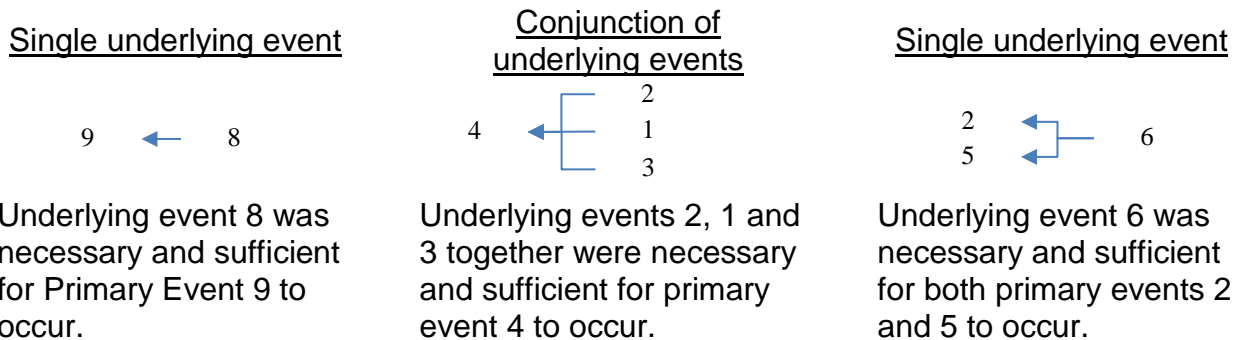 Single underlying event
9 8
Underlying event 8 was
necessary and sufficient
for Primary Event 9 to
occur.
Conjunction of
underlying events
2
4 1
3
Underlying events 2, 1 and
3 together were necessary
and sufficient for primary
event 4 to occur.
Single underlying event
2
6
5
Underlying event 6 was
necessary and sufficient
for both primary events 2
and 5 to occur.